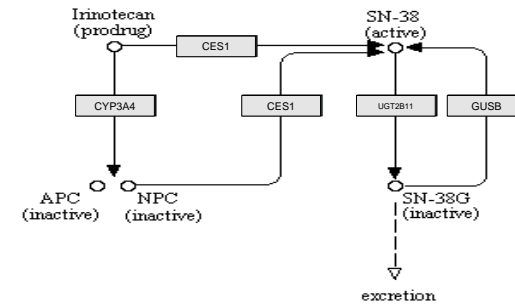 Irinotecan
(prodrug)
CES1
SN-38
(active)
CYP3A4
CES1
UGT2B11
GUSB
APC
(inactive)
NPC
(inactive)
SN-38G
(inactive)
excretion